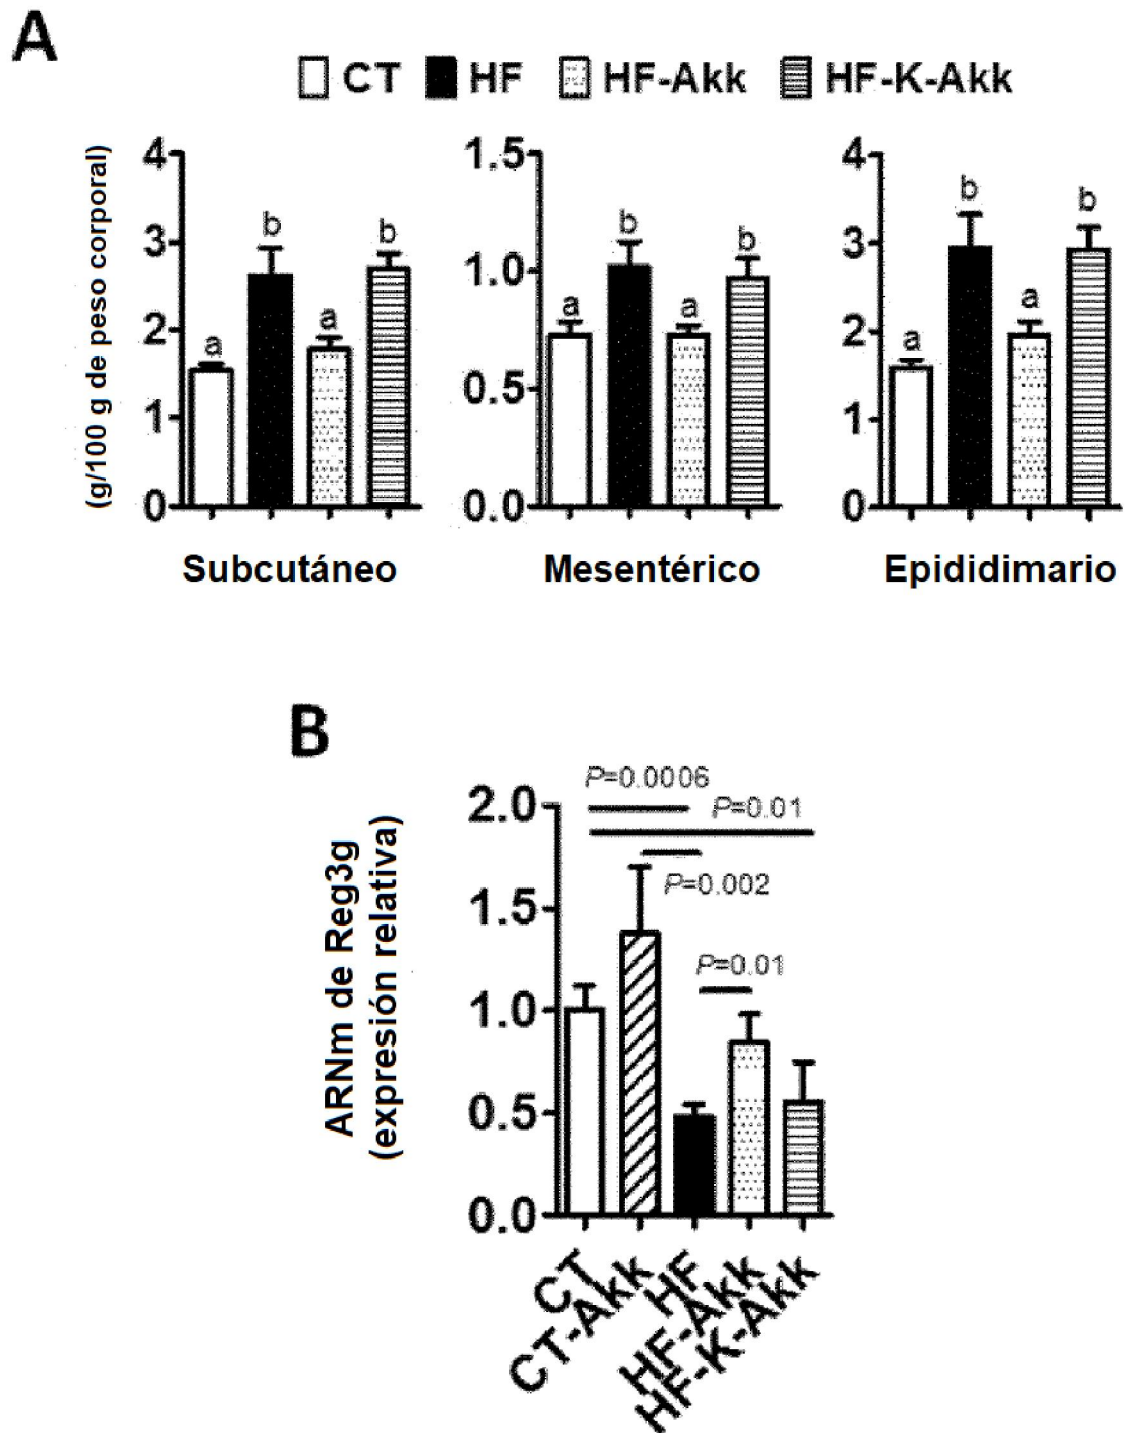 A
CT HF HF-Akk HF-K-Akk
(g/100 g de peso corporal)
4
3
2
1
0
a b a b
Subcutáneo
1.5
1.0
0.5
0.0
a b a b
Mesentérico
4
3
2
1
0
a b a b
Epididimario
B
ARNm de Reg3g
(expresión relativa)
2.0
1.5
1.0
0.5
0.0
P=0.0006
P=0.01
P=0.002
P=0.01
CT
CT-Akk
HF
HF-Akk
HF-K-Akk